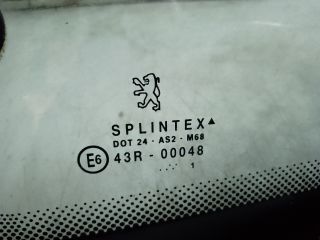 SPLINTEX
DOT 24 - AS2 - M68
E6 43R - 00048
.... 1